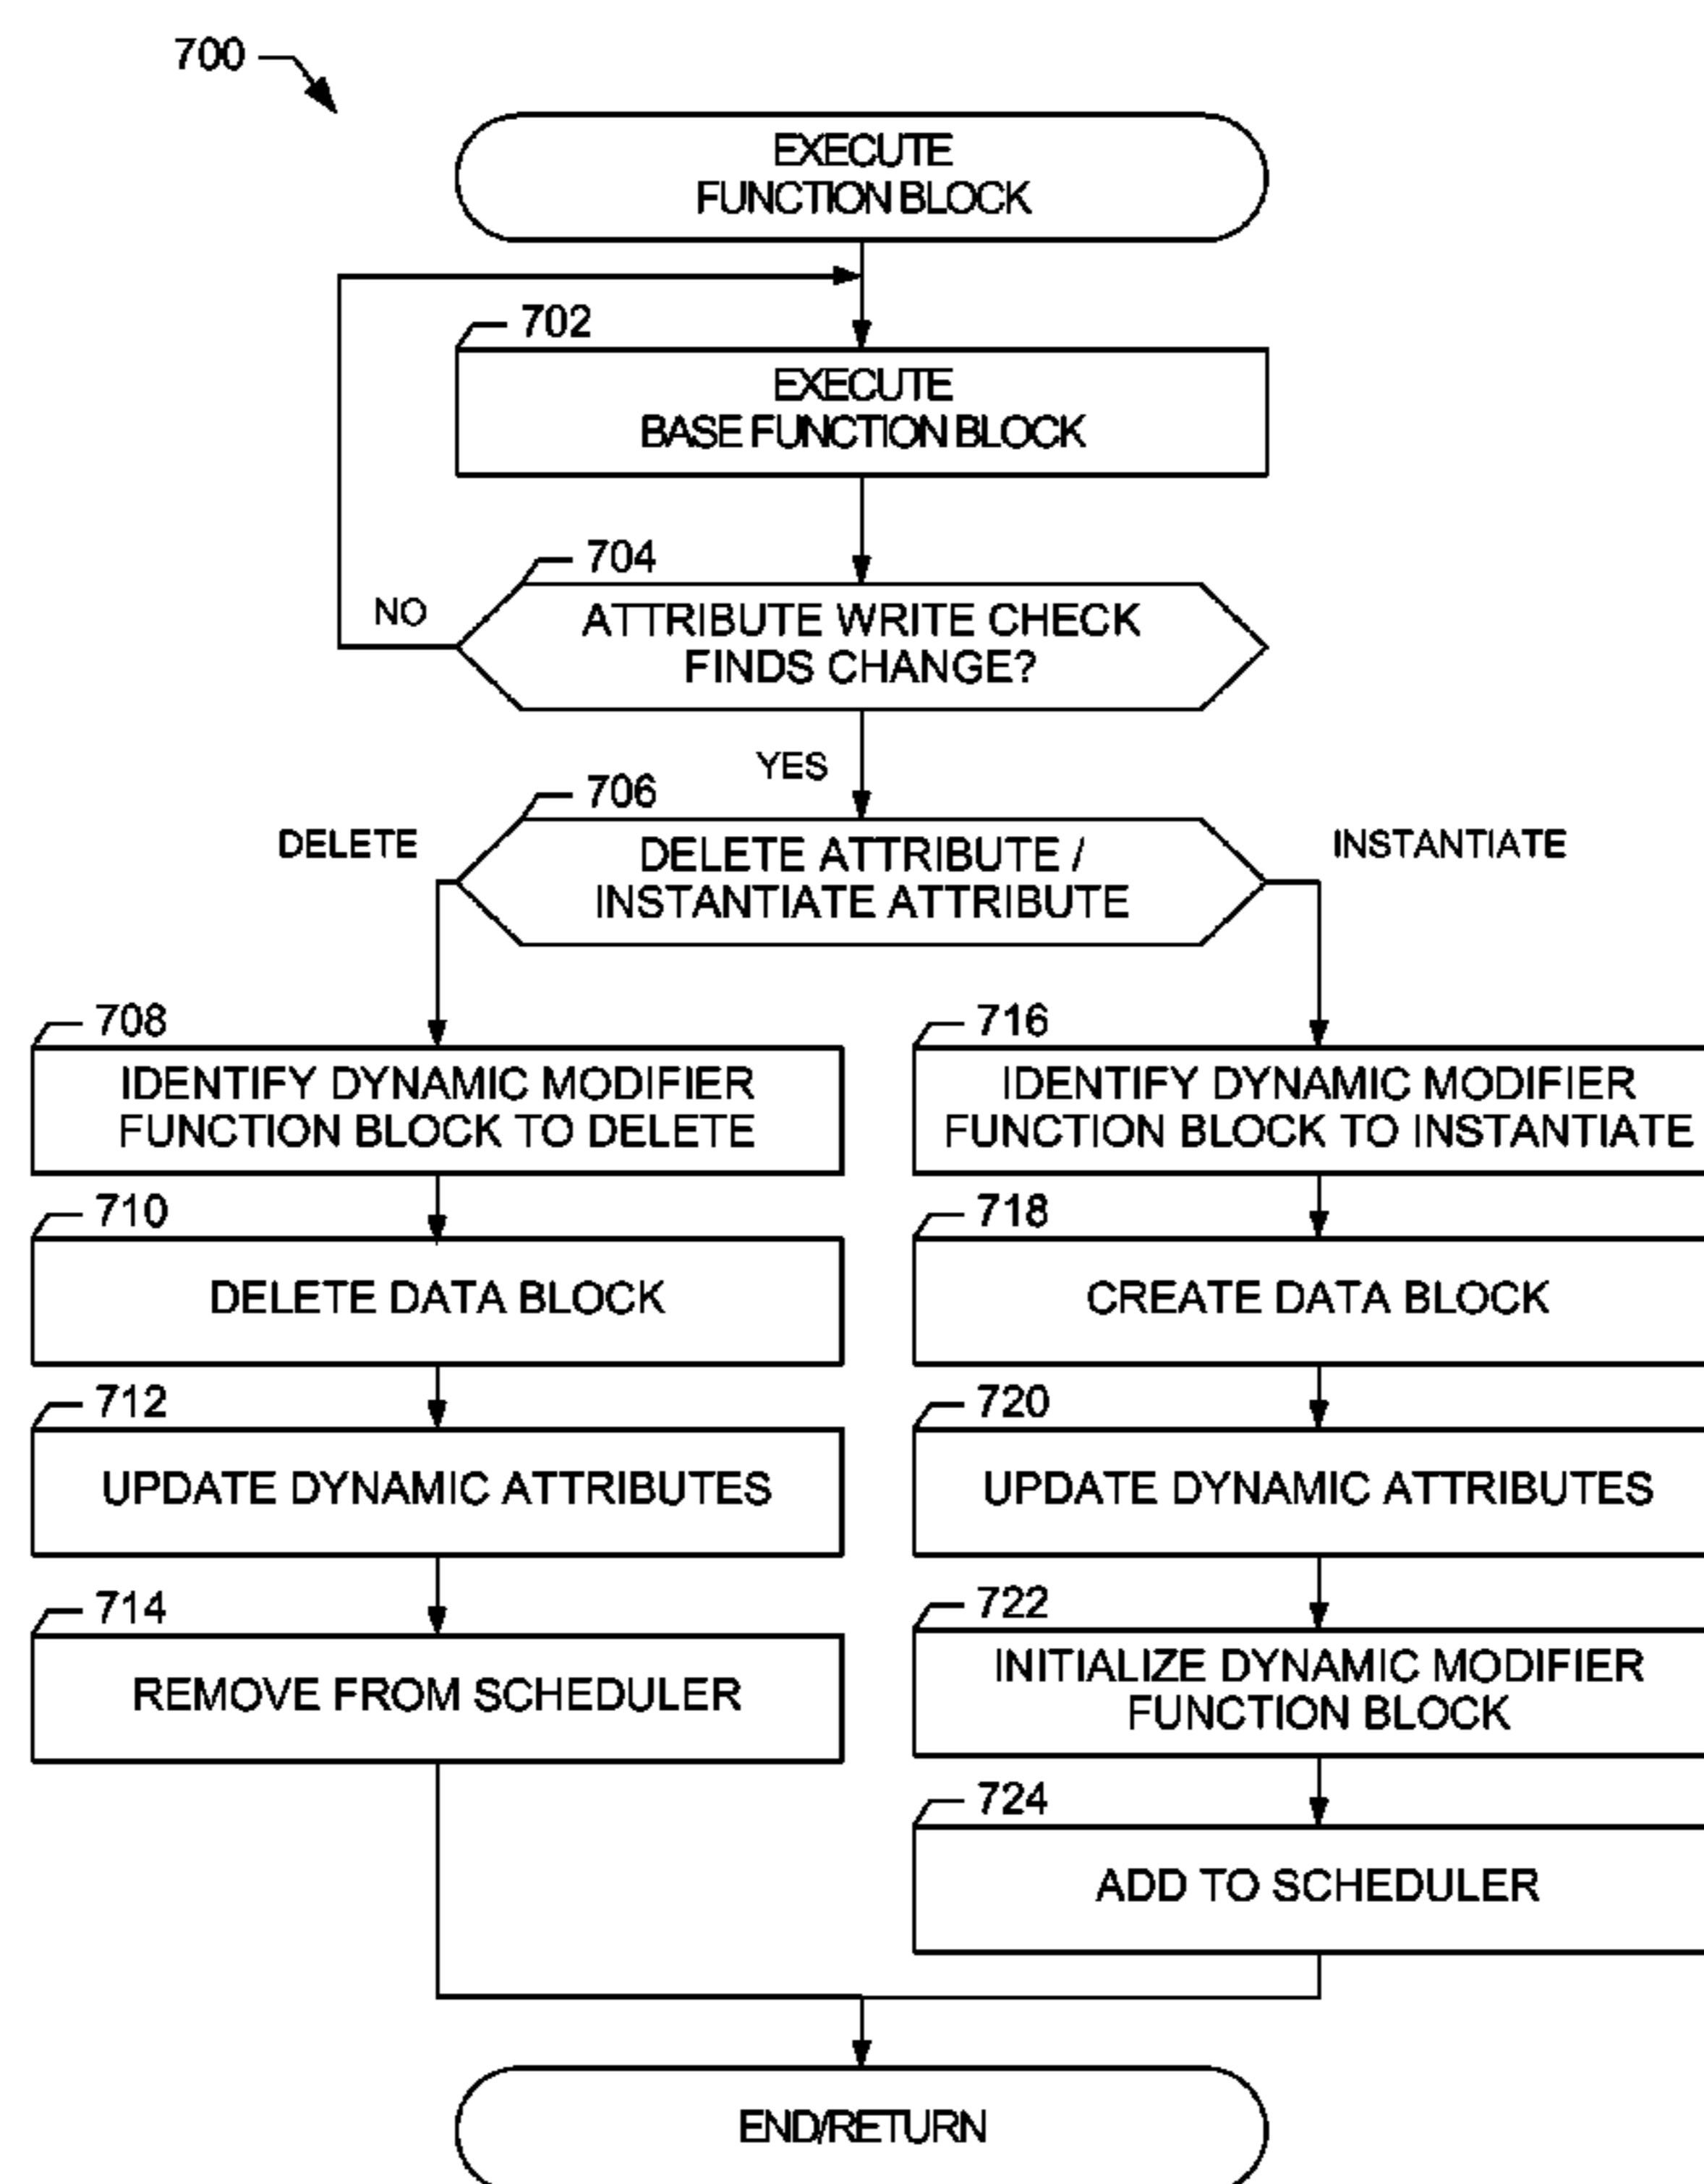 700
EXECUTE
FUNCTION BLOCK
702
EXECUTE
BASE FUNCTION BLOCK
704
NO
ATTRIBUTE WRITE CHECK
FINDS CHANGE?
YES
706
DELETE
DELETE ATTRIBUTE /
INSTANTIATE ATTRIBUTE
INSTANTIATE
708
IDENTIFY DYNAMIC MODIFIER
FUNCTION BLOCK TO DELETE
710
DELETE DATA BLOCK
712
UPDATE DYNAMIC ATTRIBUTES
714
REMOVE FROM SCHEDULER
716
IDENTIFY DYNAMIC MODIFIER
FUNCTION BLOCK TO INSTANTIATE
718
CREATE DATA BLOCK
720
UPDATE DYNAMIC ATTRIBUTES
722
INITIALIZE DYNAMIC MODIFIER
FUNCTION BLOCK
724
ADD TO SCHEDULER
END/RETURN